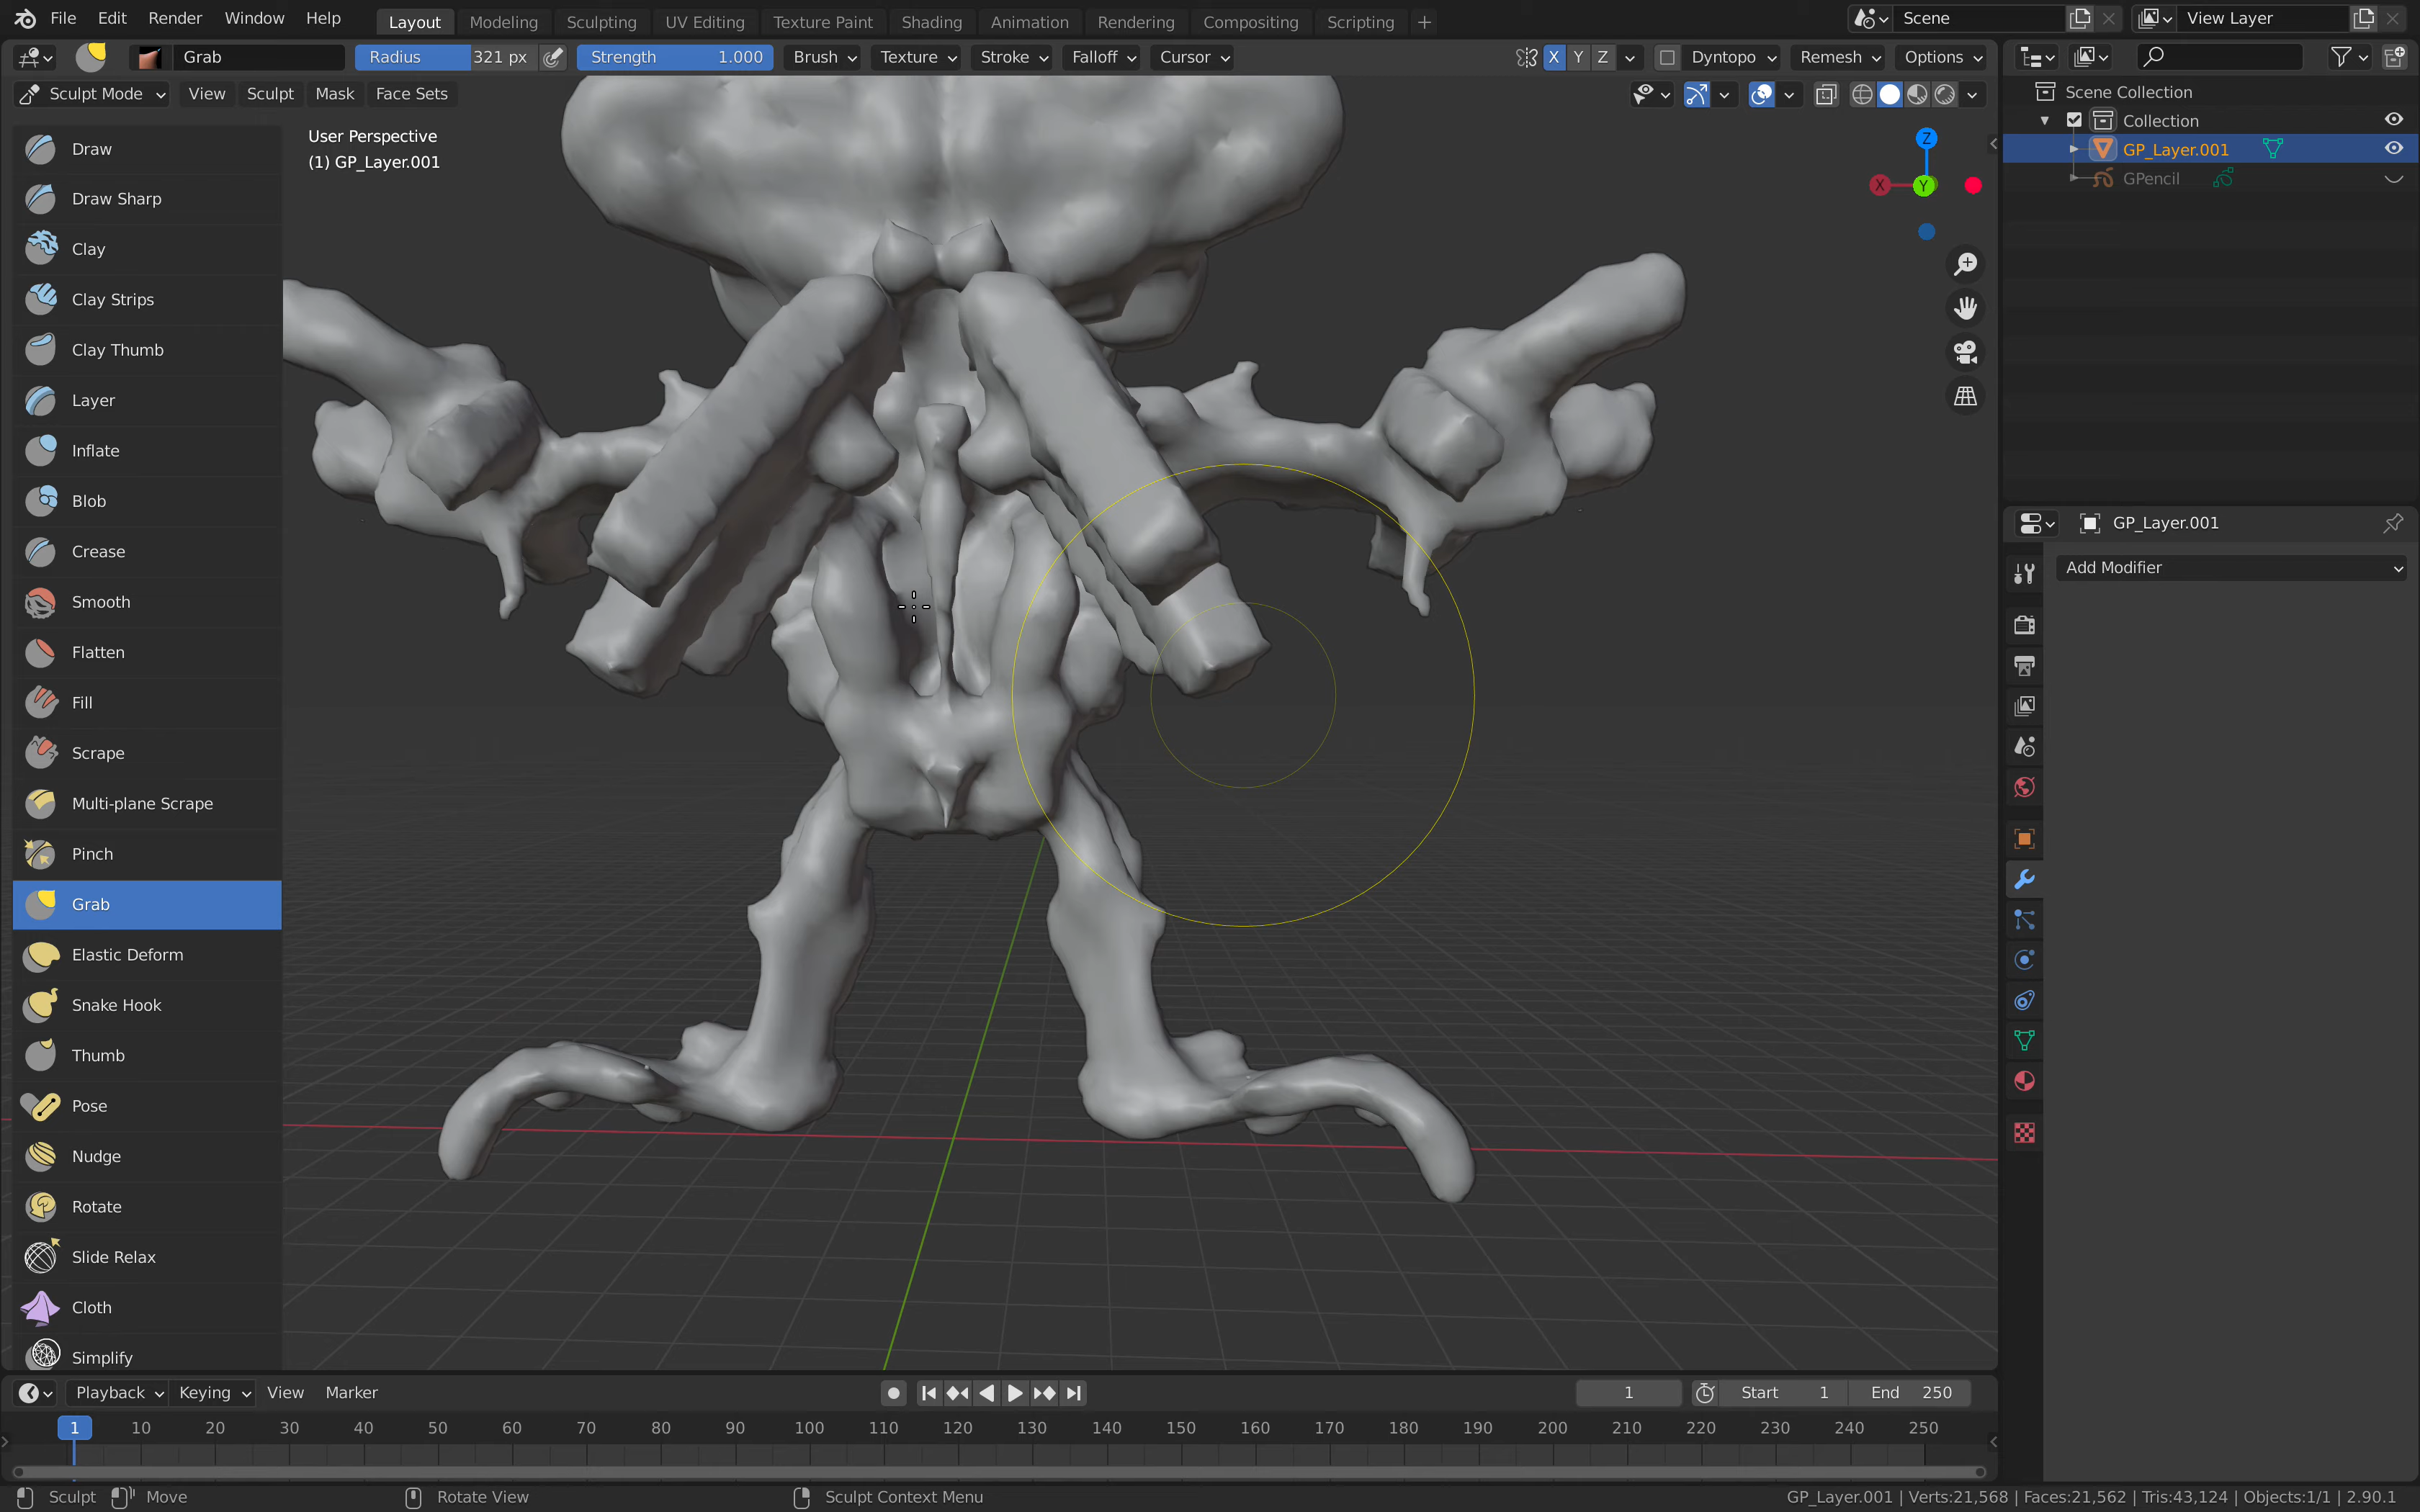 File Edit Render Window Help Layout Modeling Sculpting UV Editing Texture Paint Shading Animation Rendering Compositing Scripting + Scene View Layer
Grab Radius 321 px Strength 1.000 Brush Texture Stroke Falloff Cursor X Y Z Dyntopo Remesh Options
Sculpt Mode View Sculpt Mask Face Sets
User Perspective
(1) GP_Layer.001
Z
X
Y
Draw
Draw Sharp
Clay
Clay Strips
Clay Thumb
Layer
Inflate
Blob
Crease
Smooth
Flatten
Fill
Scrape
Multi-plane Scrape
Pinch
Grab
Elastic Deform
Snake Hook
Thumb
Pose
Nudge
Rotate
Slide Relax
Cloth
Simplify
Scene Collection
Collection
GP_Layer.001
GPencil
GP_Layer.001
Add Modifier
Playback Keying View Marker 1 Start 1 End 250
1 10 20 30 40 50 60 70 80 90 100 110 120 130 140 150 160 170 180 190 200 210 220 230 240 250
Sculpt Move Rotate View Sculpt Context Menu GP_Layer.001 | Verts:21,568 | Faces:21,562 | Tris:43,124 | Objects:1/1 | 2.90.1